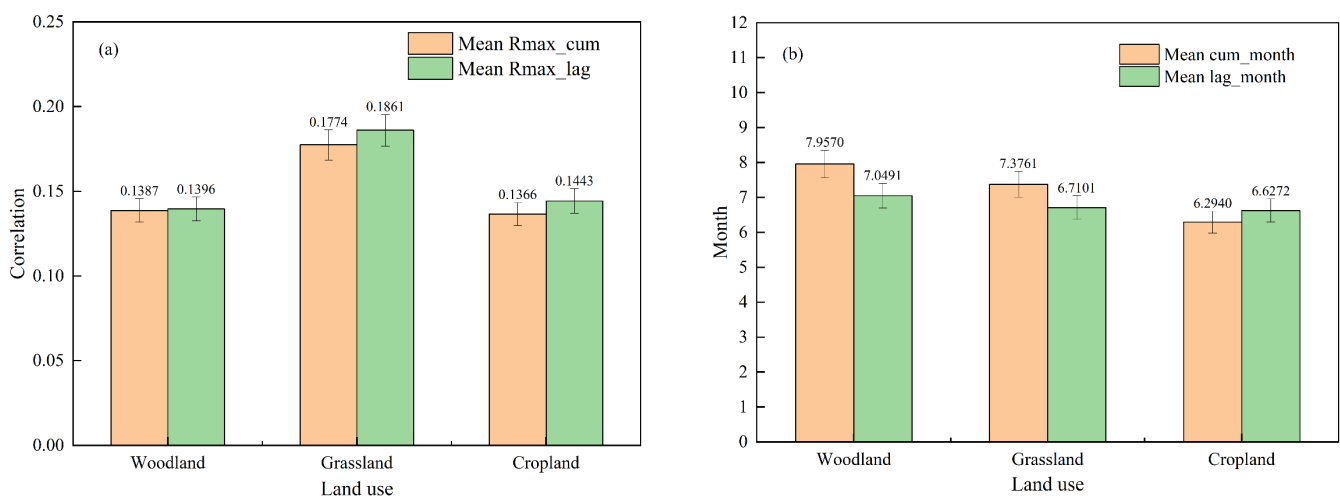 (a)
Mean Rmax_cum
Mean Rmax_lag
Correlation
0.25
0.20
0.15
0.10
0.05
0.00
0.1387
0.1396
0.1774
0.1861
0.1366
0.1443
Woodland
Grassland
Cropland
Land use
(b)
Mean cum_month
Mean lag_month
Month
12
11
10
9
8
7
6
5
4
3
2
1
0
7.9570
7.0491
7.3761
6.7101
6.2940
6.6272
Woodland
Grassland
Cropland
Land use